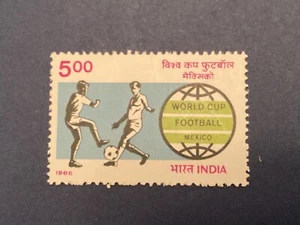 5.00
विश्व कप फुटबॉल
मैक्सिको
WORLD CUP
FOOTBALL
MEXICO
1986
भारत INDIA